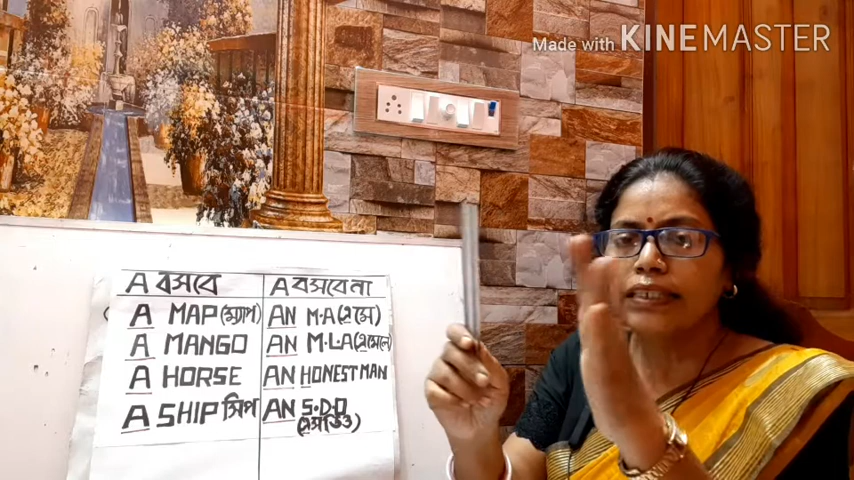 Made with KINEMASTER
A বসবে
A বসবেনা
A MAP (ম্যাপ)
AN M.A (এমে)
A MANGO
AN M.L.A (এমেলে)
A HORSE
AN HONEST MAN
A SHIP সিপ
AN S.D.O
(এসডিও)